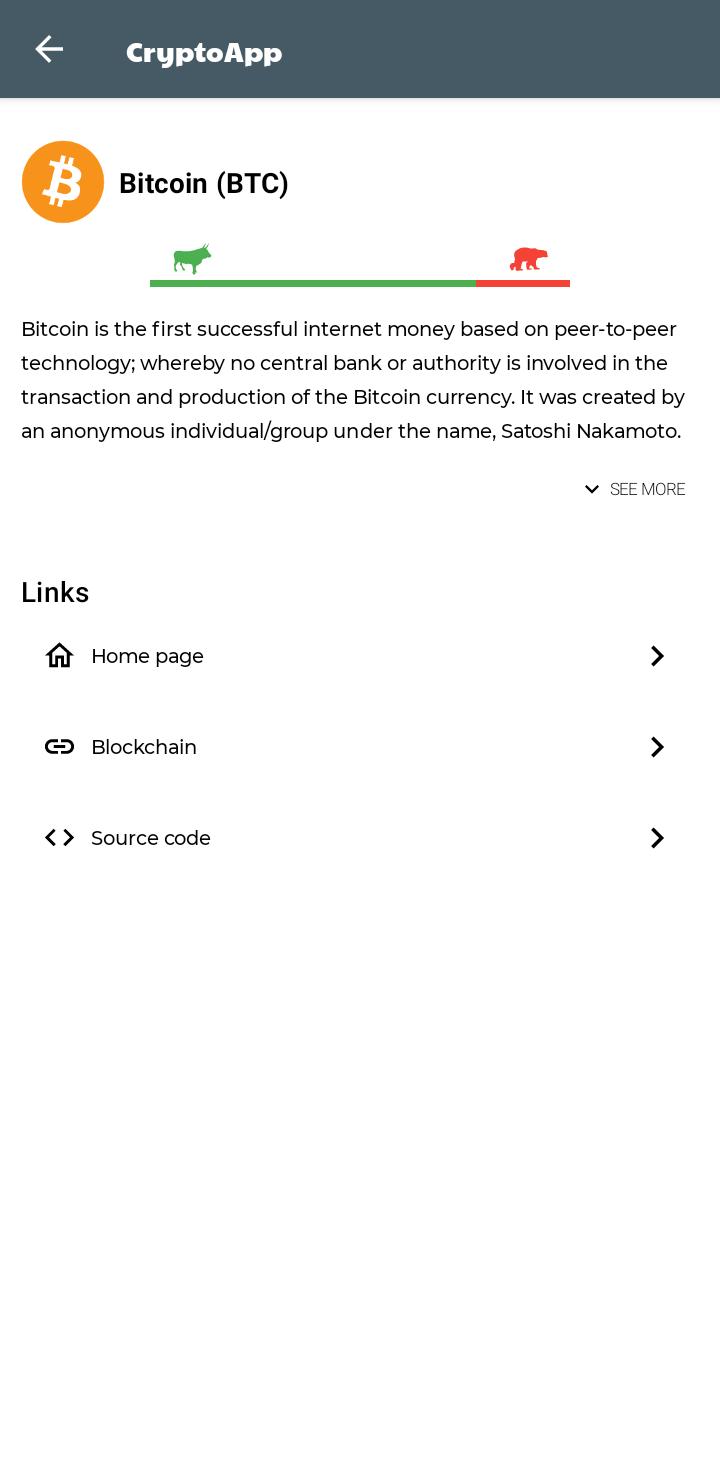 CryptoApp
Bitcoin (BTC)
Bitcoin is the first successful internet money based on peer-to-peer
technology; whereby no central bank or authority is involved in the
transaction and production of the Bitcoin currency. It was created by
an anonymous individual/group under the name, Satoshi Nakamoto.
SEE MORE
Links
Home page
Blockchain
Source code